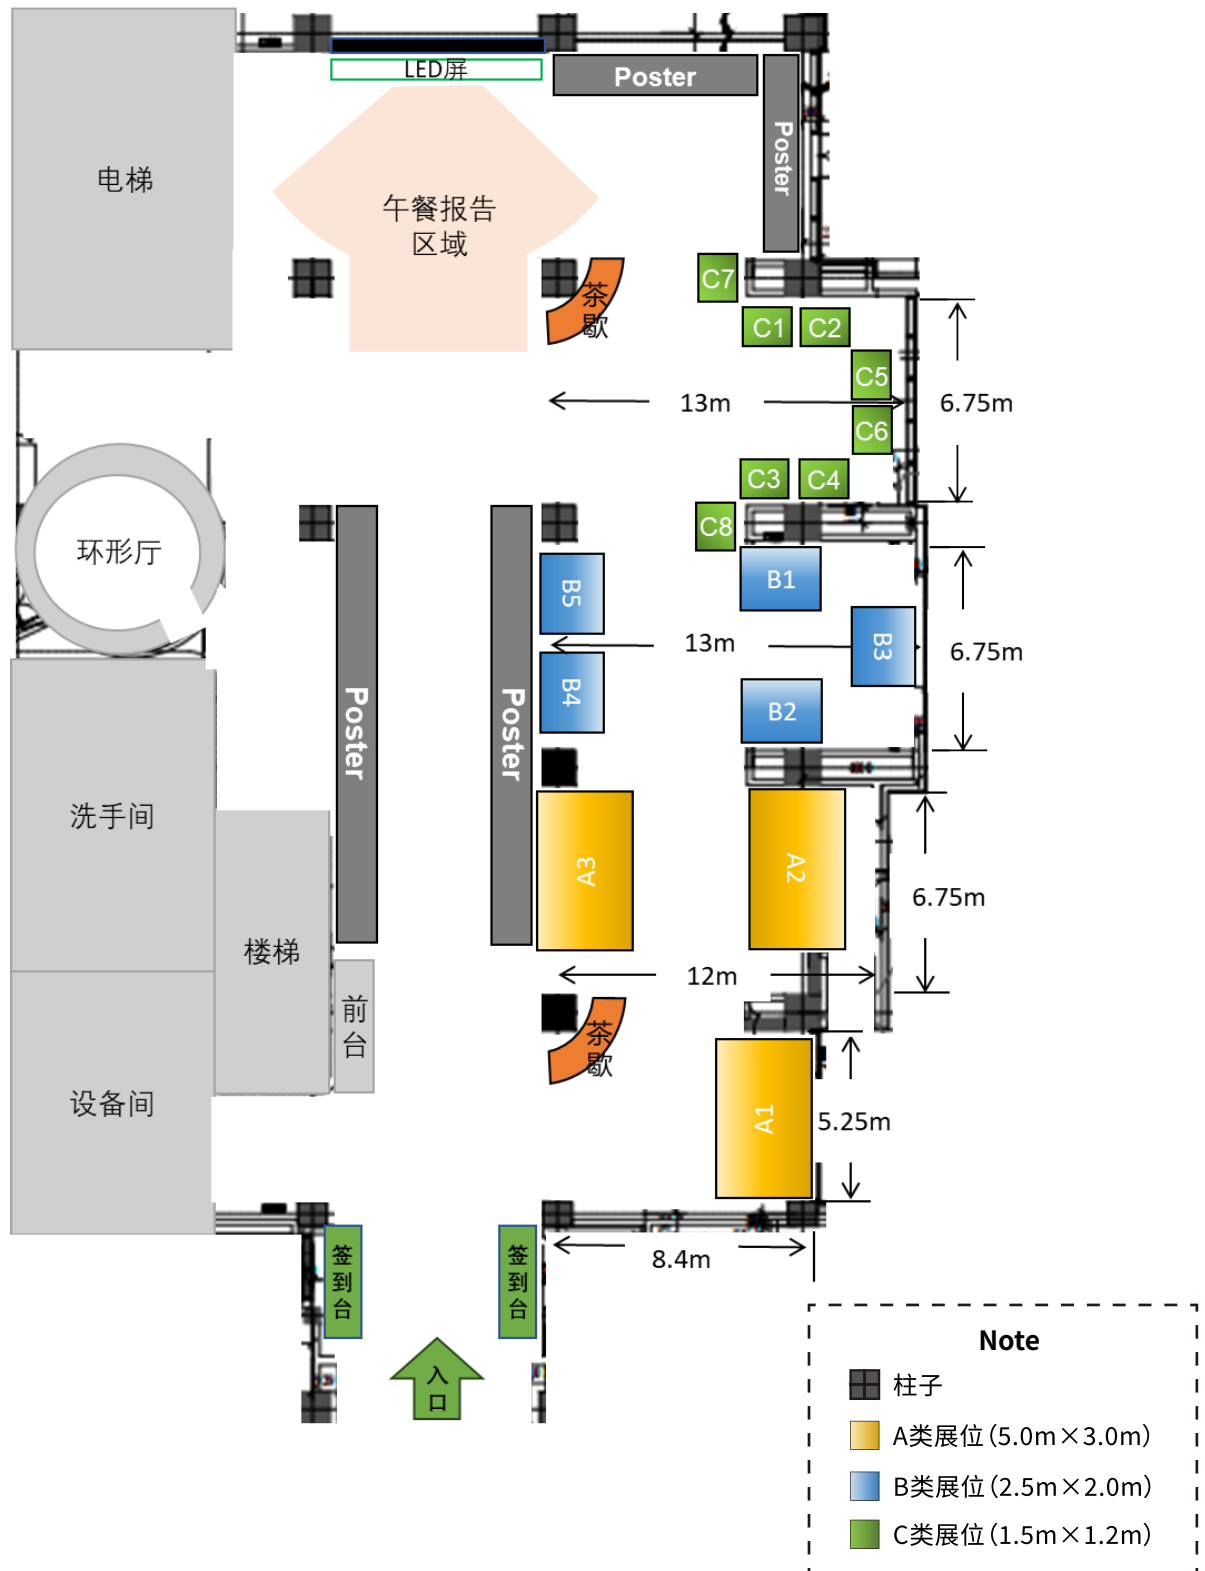 LED屏
Poster
Poster
电梯
午餐报告
区域
茶
歇
C7
C1
C2
C5
C6
13m
6.75m
C3
C4
C8
环形厅
B1
B5
B3
13m
6.75m
B4
B2
Poster
Poster
洗手间
A3
A2
6.75m
楼梯
12m
前
台
茶
歇
设备间
A1
5.25m
签
到
台
签
到
台
8.4m
入
口
Note
柱子
A类展位（5.0m×3.0m）
B类展位（2.5m×2.0m）
C类展位（1.5m×1.2m）